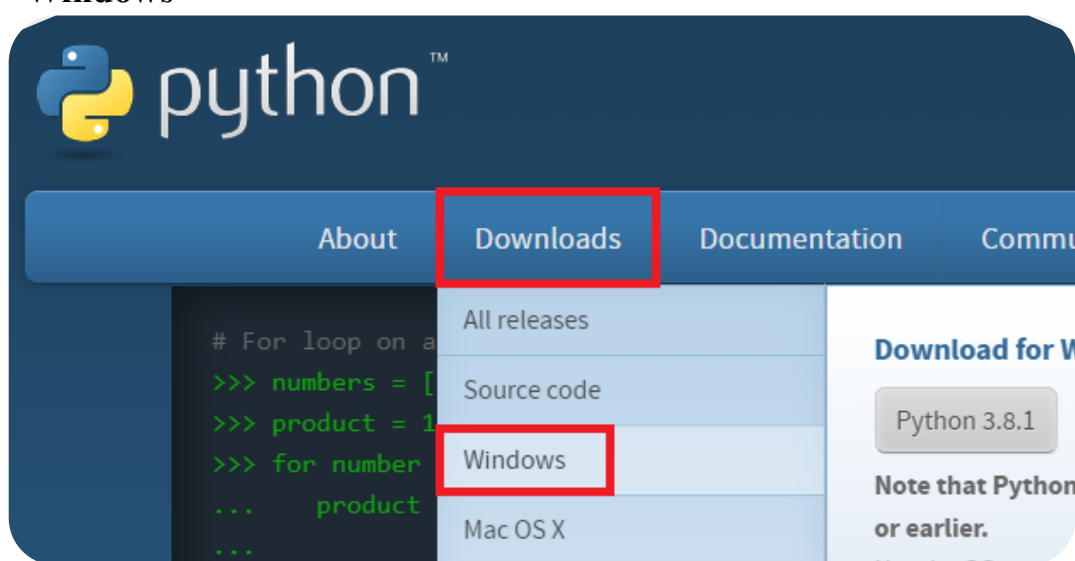 python™
About Downloads Documentation
All releases
Source code
Windows
Mac OS X
# For loop on a
>>> numbers = [
>>> product = 1
>>> for number
... product
...
Download for
Python 3.8.1
Note that Python
or earlier.